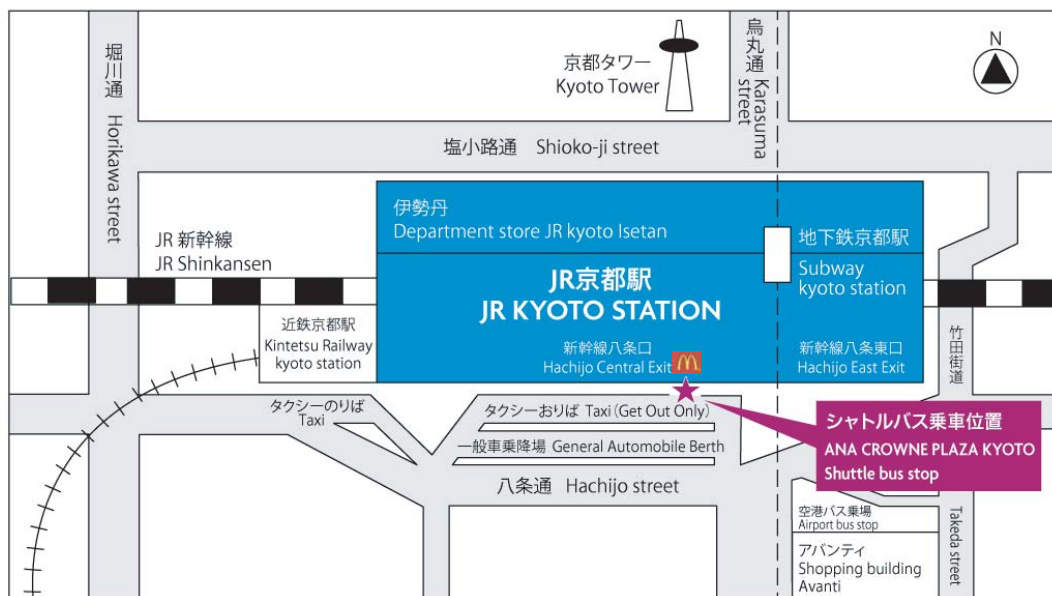 堀川通 Horikawa street
京都タワー
Kyoto Tower
烏丸通 Karasuma
street
N
塩小路通 Shioko-ji street
伊勢丹
Department store JR kyoto Isetan
地下鉄京都駅
Subway
kyoto station
JR 新幹線
JR Shinkansen
JR京都駅
JR KYOTO STATION
近鉄京都駅
Kintetsu Railway
kyoto station
新幹線八条口
Hachijo Central Exit
新幹線八条東口
Hachijo East Exit
竹田街道
タクシーのりば
Taxi
タクシーおりば Taxi (Get Out Only)
一般車乗降場 General Automobile Berth
八条通 Hachijo street
シャトルバス乗車位置
ANA CROWNE PLAZA KYOTO
Shuttle bus stop
空港バス乗場
Airport bus stop
アバンティ
Shopping building
Avanti
Takeda street